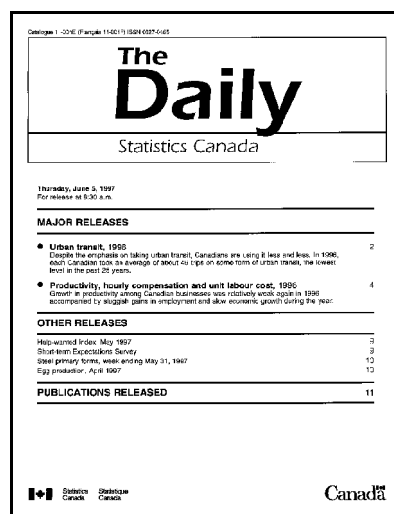 Catalogue 11-001E (Français 11-001F) ISSN 0827-0465
The
Daily
Statistics Canada
Thursday, June 5, 1997
For release at 8:30 a.m.
MAJOR RELEASES
● Urban transit, 1996 2
Despite the emphasis on taking urban transit, Canadians are using it less and less. In 1996,
each Canadian took an average of about 48 trips on some form of urban transit, the lowest
level in the past 25 years.
● Productivity, hourly compensation and unit labour cost, 1996 4
Growth in productivity among Canadian businesses was relatively weak again in 1996
accompanied by sluggish gains in employment and slow economic growth during the year.
OTHER RELEASES
Help-wanted Index, May 1997 9
Short-term Expectations Survey 9
Steel primary forms, week ending May 31, 1997 10
Egg production, April 1997 10
PUBLICATIONS RELEASED 11
Statistics Statistique
Canada Canada
Canada